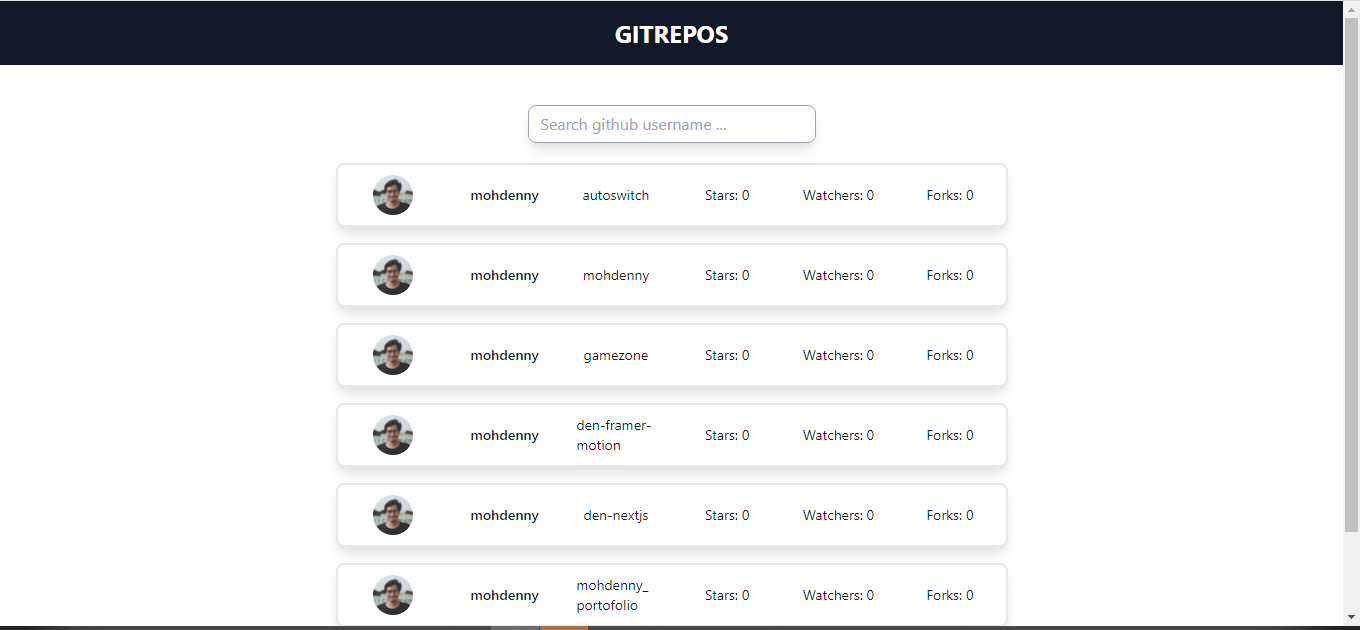 GITREPOS
Search github username ...
mohdenny autoswitch Stars: 0 Watchers: 0 Forks: 0
mohdenny mohdenny Stars: 0 Watchers: 0 Forks: 0
mohdenny gamezone Stars: 0 Watchers: 0 Forks: 0
mohdenny den-framer-
motion Stars: 0 Watchers: 0 Forks: 0
mohdenny den-nextjs Stars: 0 Watchers: 0 Forks: 0
mohdenny mohdenny_
portofolio Stars: 0 Watchers: 0 Forks: 0